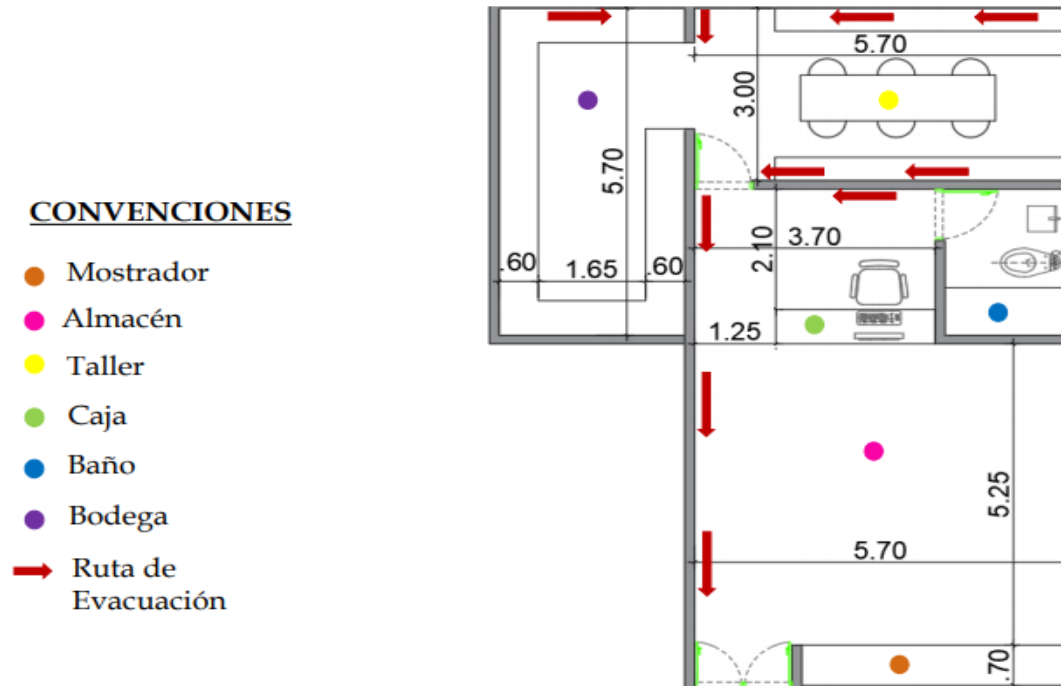 CONVENCIONES
Mostrador
Almacén
Taller
Caja
Baño
Bodega
Ruta de
Evacuación
5.70
3.00
5.70
2.10
3.70
.60
1.65
.60
1.25
5.25
5.70
.70